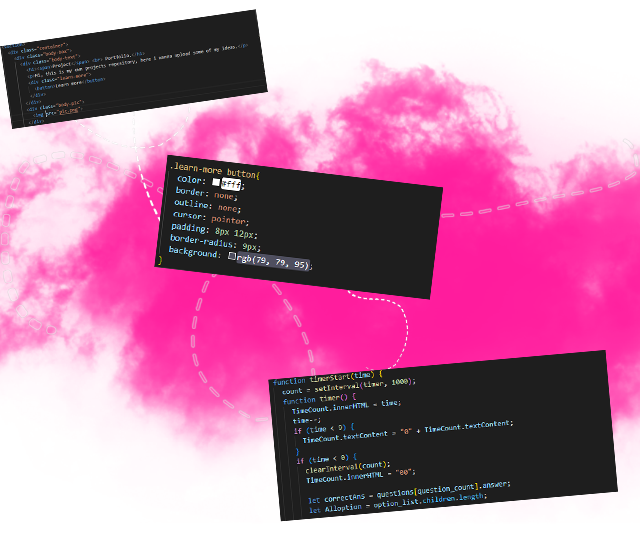 <div class="container">
<div class="body-box">
<div class="body-text">
<h1><span>Project</span> <br> Portfolio.</h1>
<p>Hi, this is my own projects repository, here i wanna upload some of my ideas.</p>
<div class="learn-more">
<button>Learn more</button>
</div>
</div>
<div class="body-pic">
<img src="pic.png"
</div>
.learn-more button{
color: #fff;
border: none;
outline: none;
cursor: pointer;
padding: 8px 12px;
border-radius: 9px;
background: rgb(79, 79, 95);
}
function timerStart(time) {
count = setInterval(timer, 1000);
function timer() {
TimeCount.innerHTML = time;
time--;
if (time < 9) {
TimeCount.textContent = "0" + TimeCount.textContent;
}
if (time < 0) {
clearInterval(count);
TimeCount.innerHTML = "00";
let correctAns = questions[question_count].answer;
let Alloption = option_list.children.length;